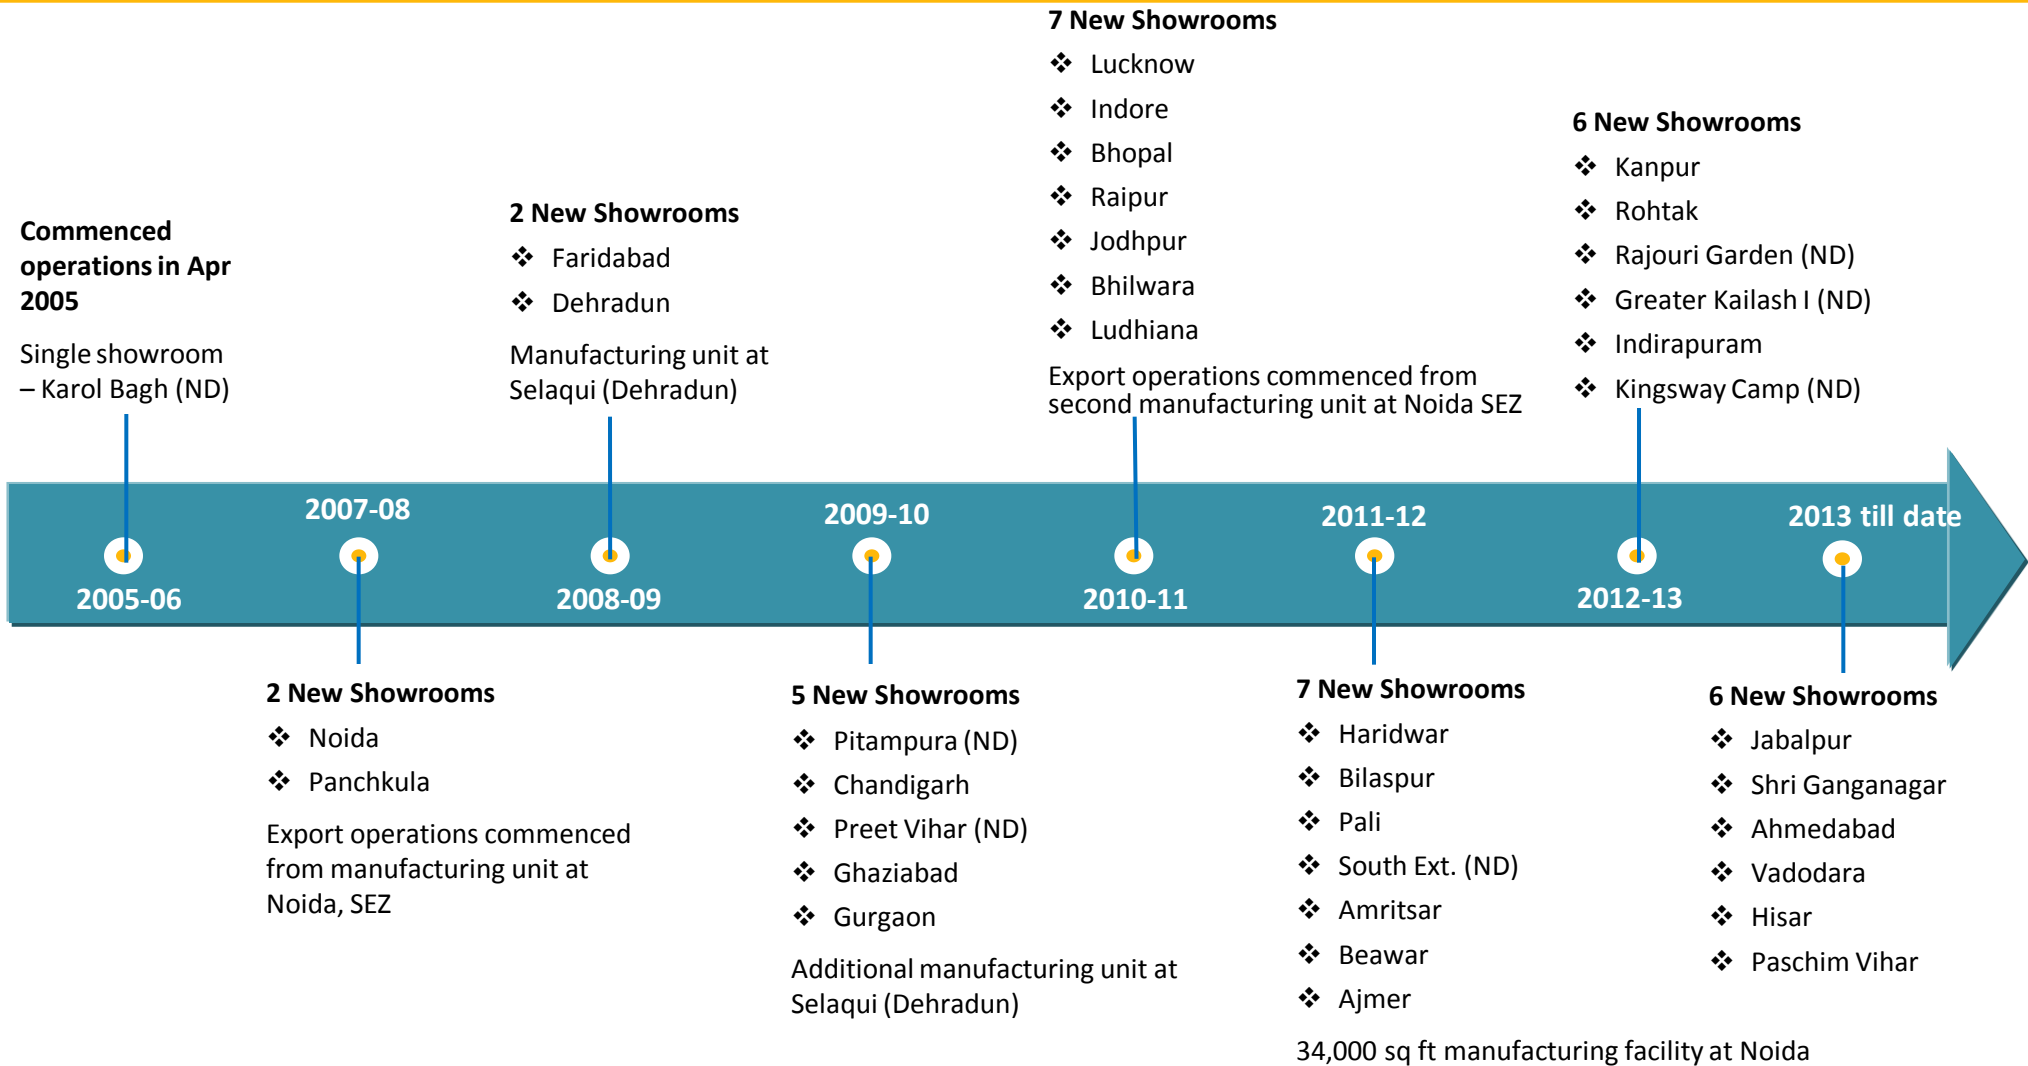 Commenced
operations in Apr
2005
Single showroom
– Karol Bagh (ND)
2005-06
2007-08
2 New Showrooms
❖ Noida
❖ Panchkula
Export operations commenced
from manufacturing unit at
Noida, SEZ
2 New Showrooms
❖ Faridabad
❖ Dehradun
Manufacturing unit at
Selaqui (Dehradun)
2008-09
2009-10
5 New Showrooms
❖ Pitampura (ND)
❖ Chandigarh
❖ Preet Vihar (ND)
❖ Ghaziabad
❖ Gurgaon
Additional manufacturing unit at
Selaqui (Dehradun)
7 New Showrooms
❖ Lucknow
❖ Indore
❖ Bhopal
❖ Raipur
❖ Jodhpur
❖ Bhilwara
❖ Ludhiana
Export operations commenced from
second manufacturing unit at Noida SEZ
2010-11
2011-12
7 New Showrooms
❖ Haridwar
❖ Bilaspur
❖ Pali
❖ South Ext. (ND)
❖ Amritsar
❖ Beawar
❖ Ajmer
34,000 sq ft manufacturing facility at Noida
6 New Showrooms
❖ Kanpur
❖ Rohtak
❖ Rajouri Garden (ND)
❖ Greater Kailash I (ND)
❖ Indirapuram
❖ Kingsway Camp (ND)
2012-13
2013 till date
6 New Showrooms
❖ Jabalpur
❖ Shri Ganganagar
❖ Ahmedabad
❖ Vadodara
❖ Hisar
❖ Paschim Vihar